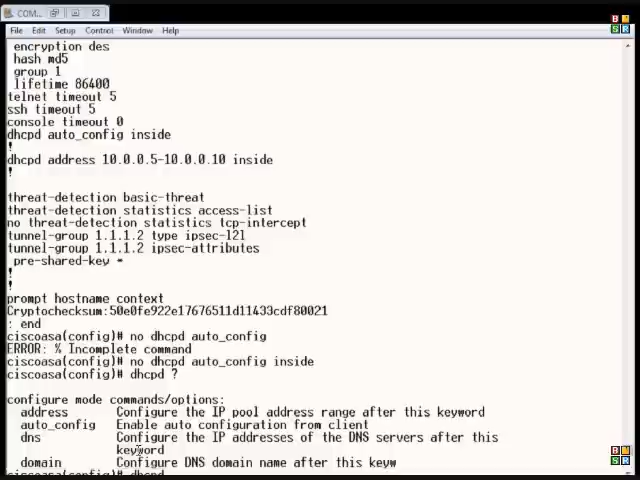 COM...
File Edit Setup Control Window Help
encryption des
hash md5
group 1
lifetime 86400
telnet timeout 5
ssh timeout 5
console timeout 0
dhcpd auto_config inside
!
dhcpd address 10.0.0.5-10.0.0.10 inside
!
threat-detection basic-threat
threat-detection statistics access-list
no threat-detection statistics tcp-intercept
tunnel-group 1.1.1.2 type ipsec-l2l
tunnel-group 1.1.1.2 ipsec-attributes
pre-shared-key *
!
!
prompt hostname context
Cryptochecksum:50e0fe922e17676511d11433cdf80021
: end
ciscoasa(config)# no dhcpd auto_config
ERROR: % Incomplete command
ciscoasa(config)# no dhcpd auto_config inside
ciscoasa(config)# dhcpd ?
configure mode commands/options:
address Configure the IP pool address range after this keyword
auto_config Enable auto configuration from client
dns Configure the IP addresses of the DNS servers after this
keyword
domain Configure DNS domain name after this keyw
ciscoasa(config)# dhcpd